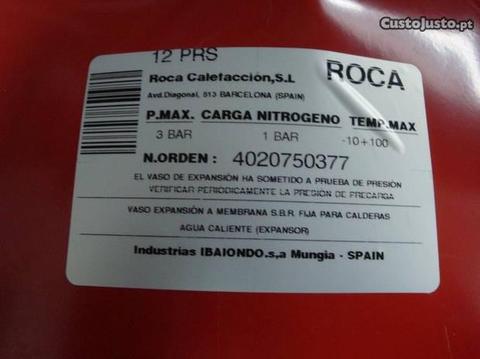 CustoJusto.pt
12 PRS
ROCA
Roca Calefacción,S.L
Avd.Diagonal, 513 BARCELONA (SPAIN)
P.MAX. CARGA NITROGENO TEMP.MAX
3 BAR 1 BAR -10+100
N.ORDEN : 4020750377
EL VASO DE EXPANSIÓN HA SOMETIDO A PRUEBA DE PRESIÓN
VERIFICAR PERIÓDICAMENTE LA PRESION DE PRECARGA
VASO EXPANSIÓN A MEMBRANA S.B.R. FIJA PARA CALDERAS
AGUA CALIENTE (EXPANSOR)
Industrias IBAIONDO.s,a Mungia - SPAIN